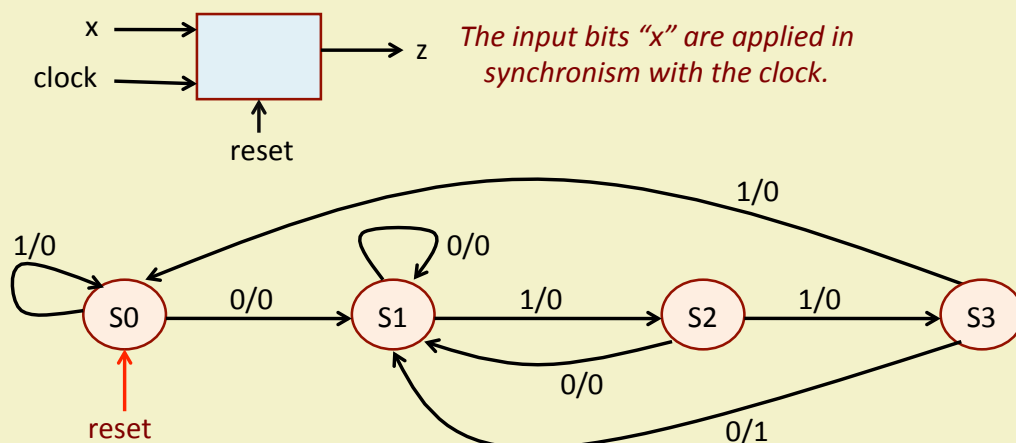 x
clock
z
reset
The input bits “x” are applied in
synchronism with the clock.
1/0
1/0
0/0
S0
0/0
S1
1/0
S2
1/0
S3
0/0
0/1
reset